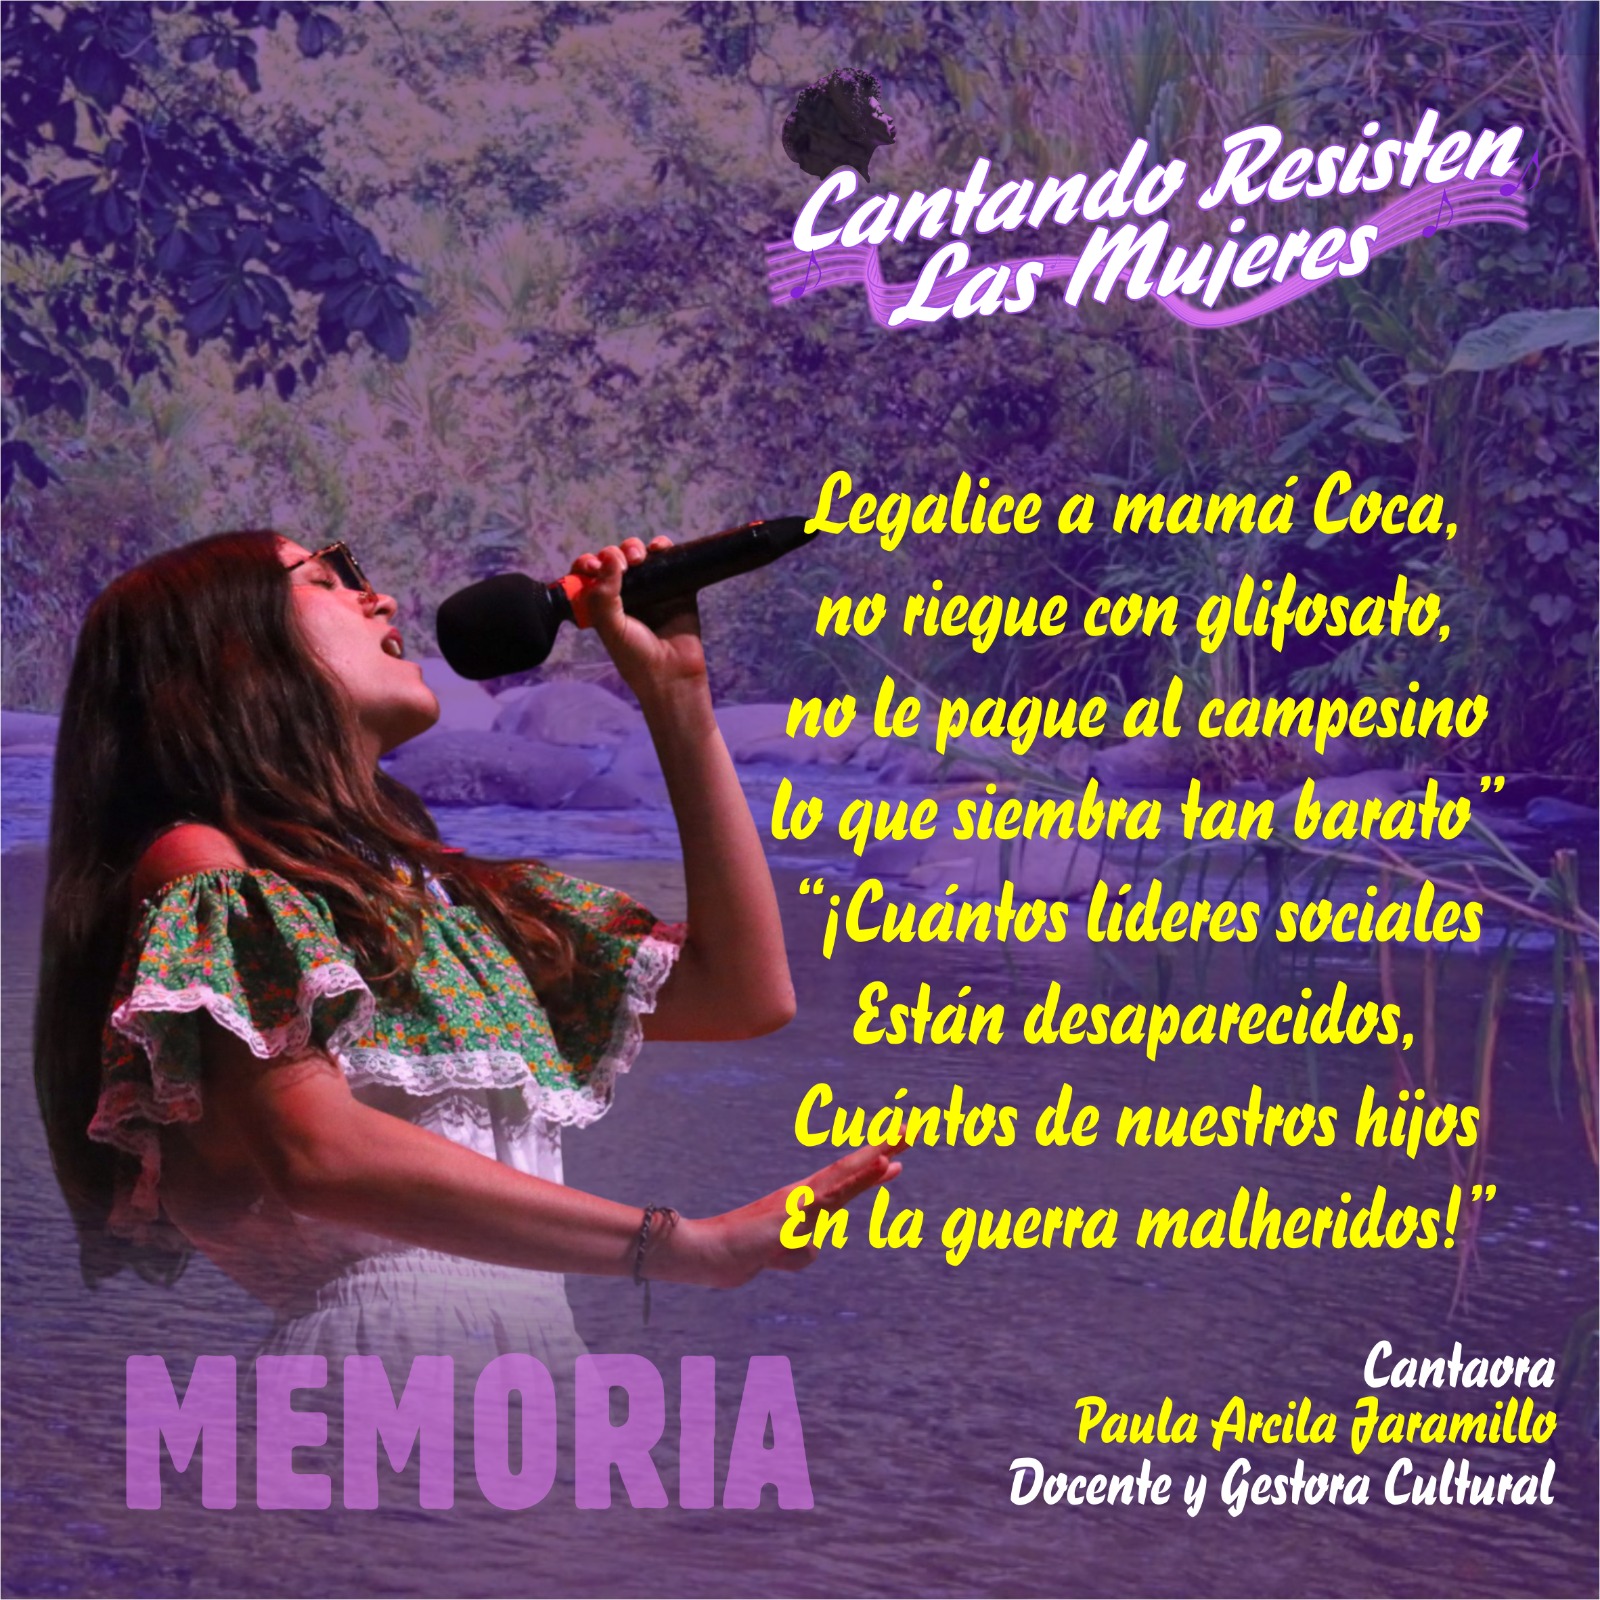 Cantando Resisten
Las Mujeres
Legalice a mamá Coca,
no riegue con glifosato,
no le pague al campesino
lo que siembra tan barato”
“¡Cuántos líderes sociales
Están desaparecidos,
Cuántos de nuestros hijos
En la guerra malheridos!”
MEMORIA
Cantaora
Paula Arcila Jaramillo
Docente y Gestora Cultural